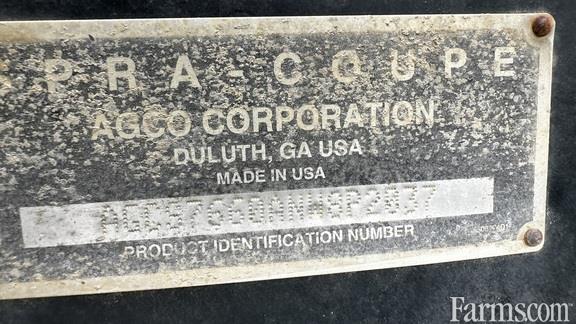 SPRA-COUPE
AGCO CORPORATION
DULUTH, GA USA
MADE IN USA
PRODUCT IDENTIFICATION NUMBER
Farms.com